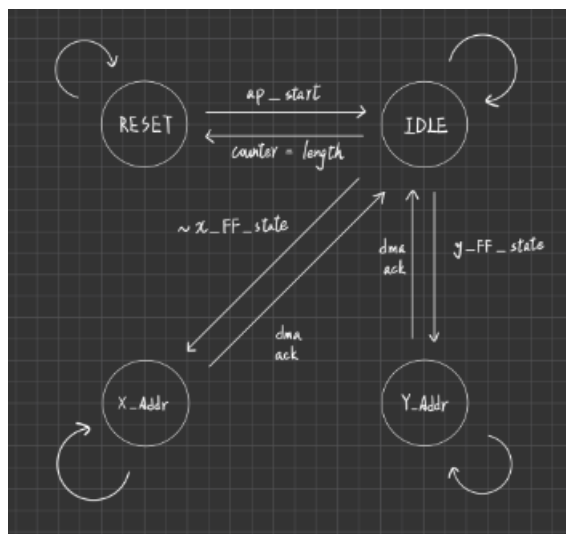 ap_start
RESET
IDLE
counter = length
~ x_FF_state
dma
ack
y_FF_state
dma
ack
X_Addr
Y_Addr